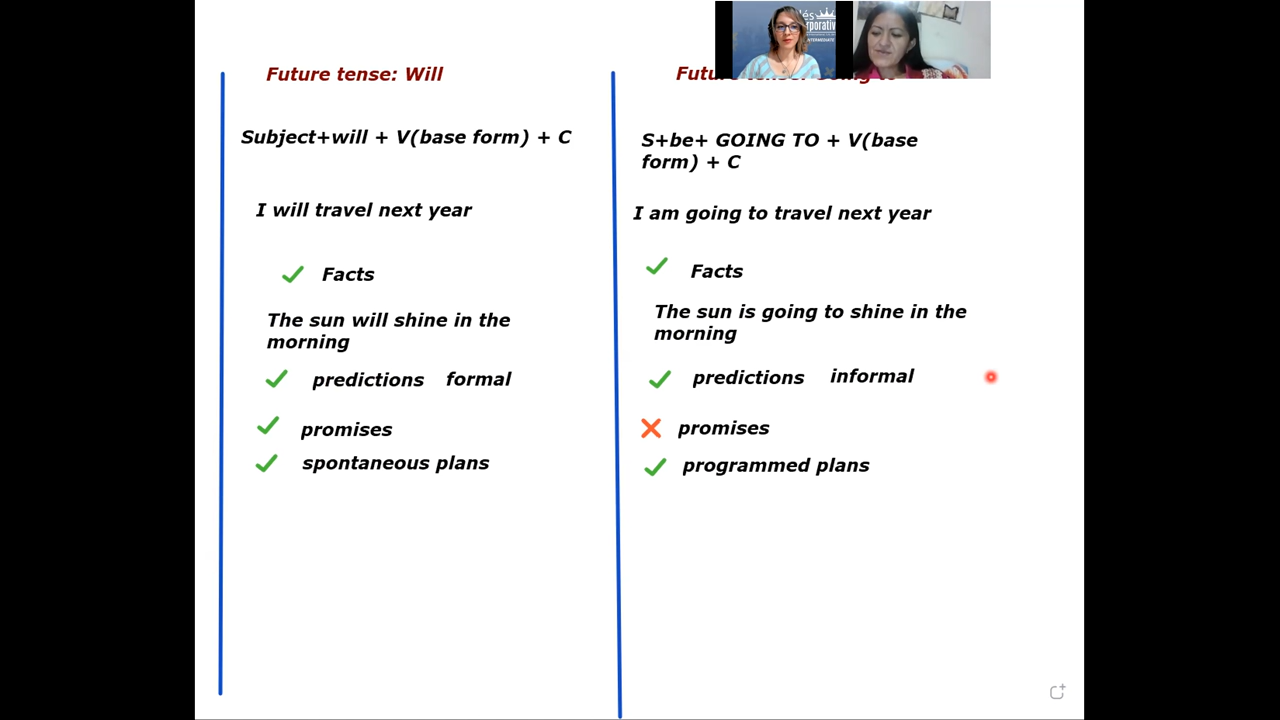 Future tense: Will
Subject+will + V(base form) + C
I will travel next year
Facts
The sun will shine in the
morning
predictions formal
promises
spontaneous plans
S+be+ GOING TO + V(base
form) + C
I am going to travel next year
Facts
The sun is going to shine in the
morning
predictions informal
promises
programmed plans